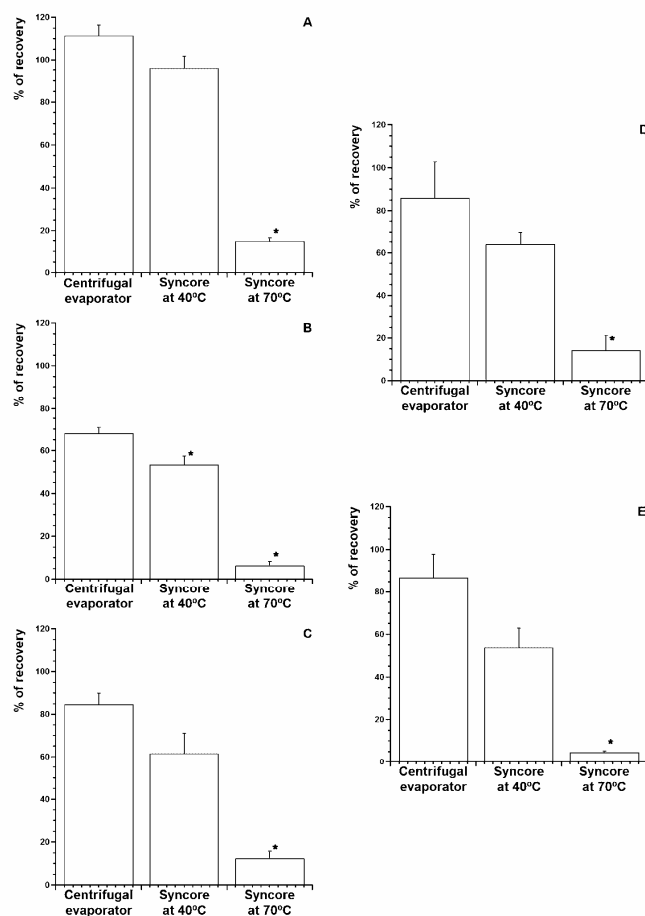 A
% of recovery
120
100
80
60
40
20
0
*
Centrifugal evaporator
Syncore at 40ºC
Syncore at 70ºC
B
% of recovery
120
100
80
60
40
20
0
*
*
Centrifugal evaporator
Syncore at 40ºC
Syncore at 70ºC
C
% of recovery
120
100
80
60
40
20
0
*
Centrifugal evaporator
Syncore at 40ºC
Syncore at 70ºC
D
% of recovery
120
100
80
60
40
20
0
*
Centrifugal evaporator
Syncore at 40ºC
Syncore at 70ºC
E
% of recovery
120
100
80
60
40
20
0
*
Centrifugal evaporator
Syncore at 40ºC
Syncore at 70ºC